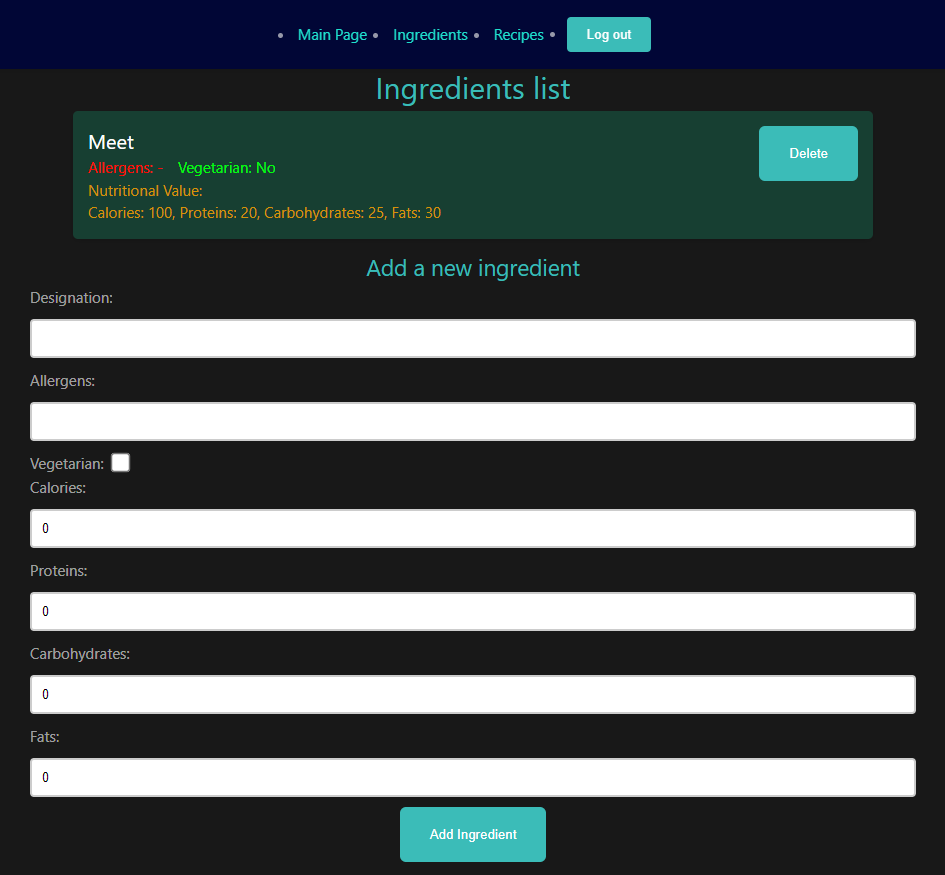 • Main Page • Ingredients • Recipes • Log out
Ingredients list
Meet
Delete
Allergens: - Vegetarian: No
Nutritional Value:
Calories: 100, Proteins: 20, Carbohydrates: 25, Fats: 30
Add a new ingredient
Designation:
Allergens:
Vegetarian:
Calories:
0
Proteins:
0
Carbohydrates:
0
Fats:
0
Add Ingredient